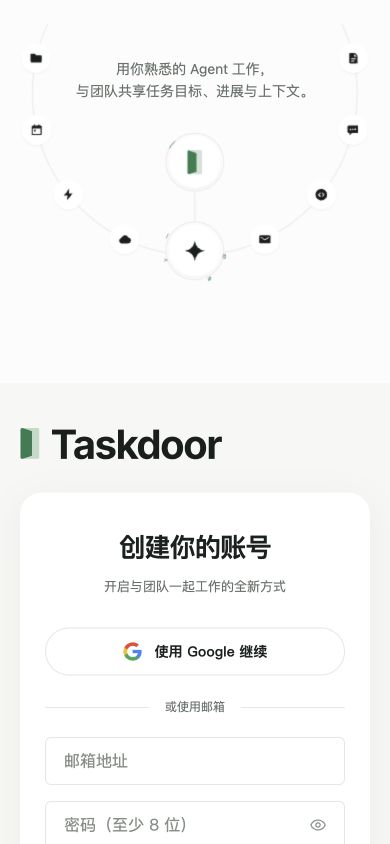 用你熟悉的 Agent 工作，
与团队共享任务目标、进展与上下文。
Taskdoor
创建你的账号
开启与团队一起工作的全新方式
使用 Google 继续
或使用邮箱
邮箱地址
密码（至少 8 位）